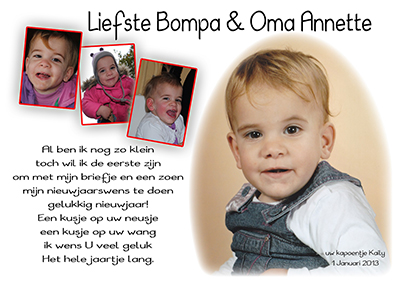 Liefste Bompa & Oma Annette
Al ben ik nog zo klein
toch wil ik de eerste zijn
om met mijn briefje en een zoen
mijn nieuwjaarswens te doen
gelukkig nieuwjaar!
Een kusje op uw neusje
een kusje op uw wang
ik wens U veel geluk
Het hele jaartje lang.
uw kapoentje Kaily
1 Januari 2013